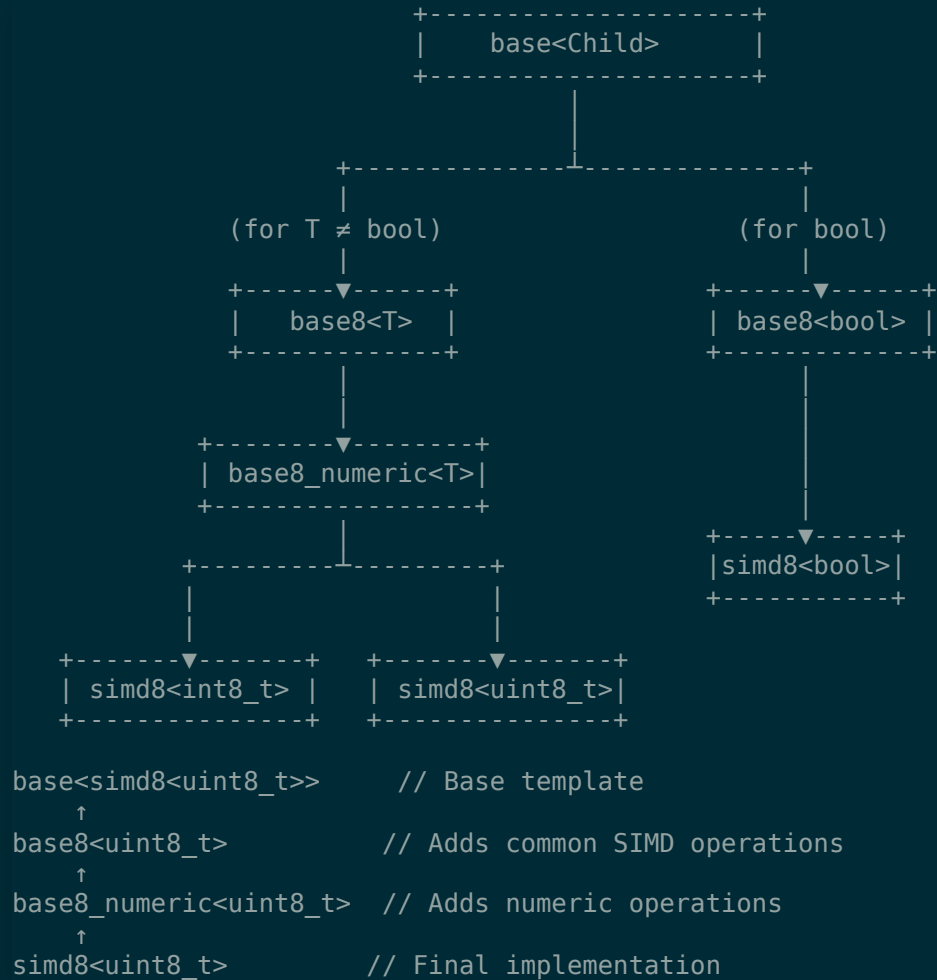 base<Child>
(for T ≠ bool) (for bool)
base8<T> base8<bool>
base8_numeric<T>
simd8<bool>
simd8<int8_t> simd8<uint8_t>
base<simd8<uint8_t>> // Base template
↑
base8<uint8_t> // Adds common SIMD operations
↑
base8_numeric<uint8_t> // Adds numeric operations
↑
simd8<uint8_t> // Final implementation